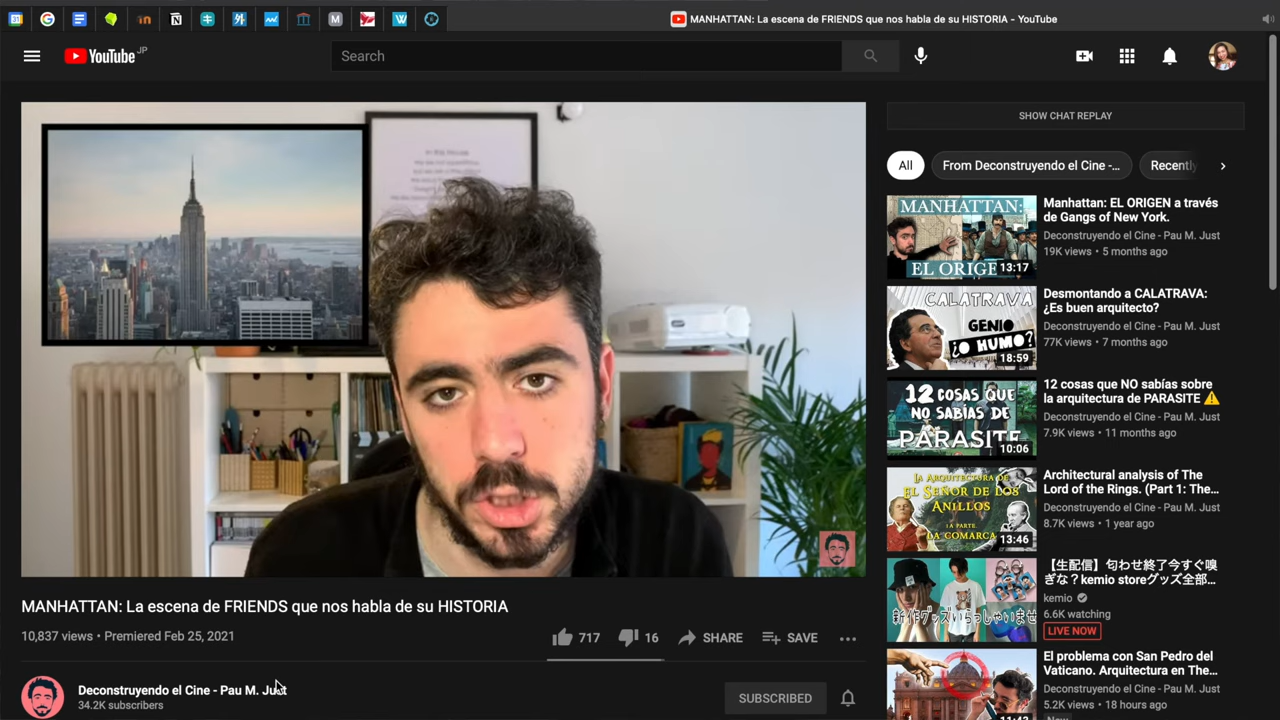 MANHATTAN: La escena de FRIENDS que nos habla de su HISTORIA - YouTube
YouTube JP
Search
SHOW CHAT REPLAY
All
From Deconstruyendo el Cine -...
Recently
MANHATTAN:
EL ORIGE
13:17
Manhattan: EL ORIGEN a través
de Gangs of New York.
Deconstruyendo el Cine - Pau M. Just
19K views • 5 months ago
CALATRAVA
GENIO
¿O HUMO?
18:59
Desmontando a CALATRAVA:
¿Es buen arquitecto?
Deconstruyendo el Cine - Pau M. Just
77K views • 7 months ago
12 COSAS QUE
NO SABÍAS DE
PARASITE
10:06
12 cosas que NO sabías sobre
la arquitectura de PARASITE ⚠️
Deconstruyendo el Cine - Pau M. Just
7.9K views • 11 months ago
LA ARQUITECTURA DE
EL SEÑOR DE LOS
ANILLOS
1A PARTE.
LA COMARCA
13:46
Architectural analysis of The
Lord of the Rings. (Part 1: The...
Deconstruyendo el Cine - Pau M. Just
8.7K views • 1 year ago
【生配信】匂わせ終了今すぐ嗅
ぎな？kemio storeグッズ全部...
kemio
6.6K watching
LIVE NOW
El problema con San Pedro del
Vaticano. Arquitectura en The...
Deconstruyendo el Cine - Pau M. Just
5.2K views • 18 hours ago
New
MANHATTAN: La escena de FRIENDS que nos habla de su HISTORIA
10,837 views • Premiered Feb 25, 2021
717
16
SHARE
SAVE
Deconstruyendo el Cine - Pau M. Just
34.2K subscribers
SUBSCRIBED